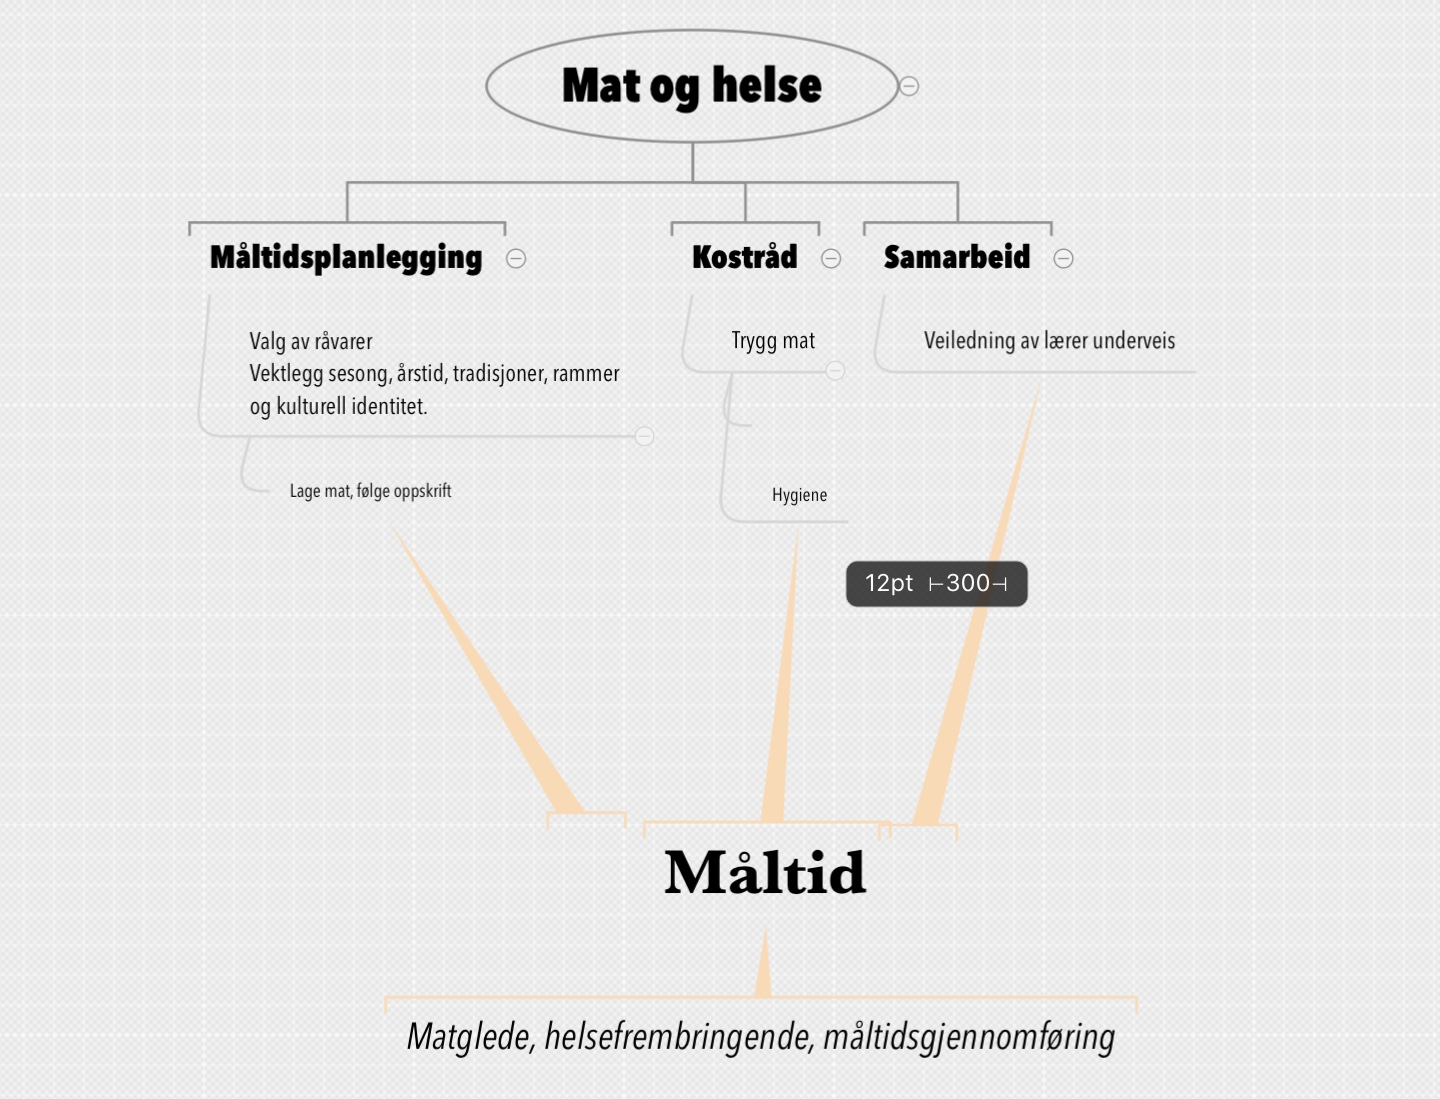 Mat og helse
Måltidsplanlegging
Kostråd
Samarbeid
Valg av råvarer
Vektlegg sesong, årstid, tradisjoner, rammer
og kulturell identitet.
Trygg mat
Veiledning av lærer underveis
Lage mat, følge oppskrift
Hygiene
12pt ⊢300⊣
Måltid
Matglede, helsefrembringende, måltidsgjennomføring